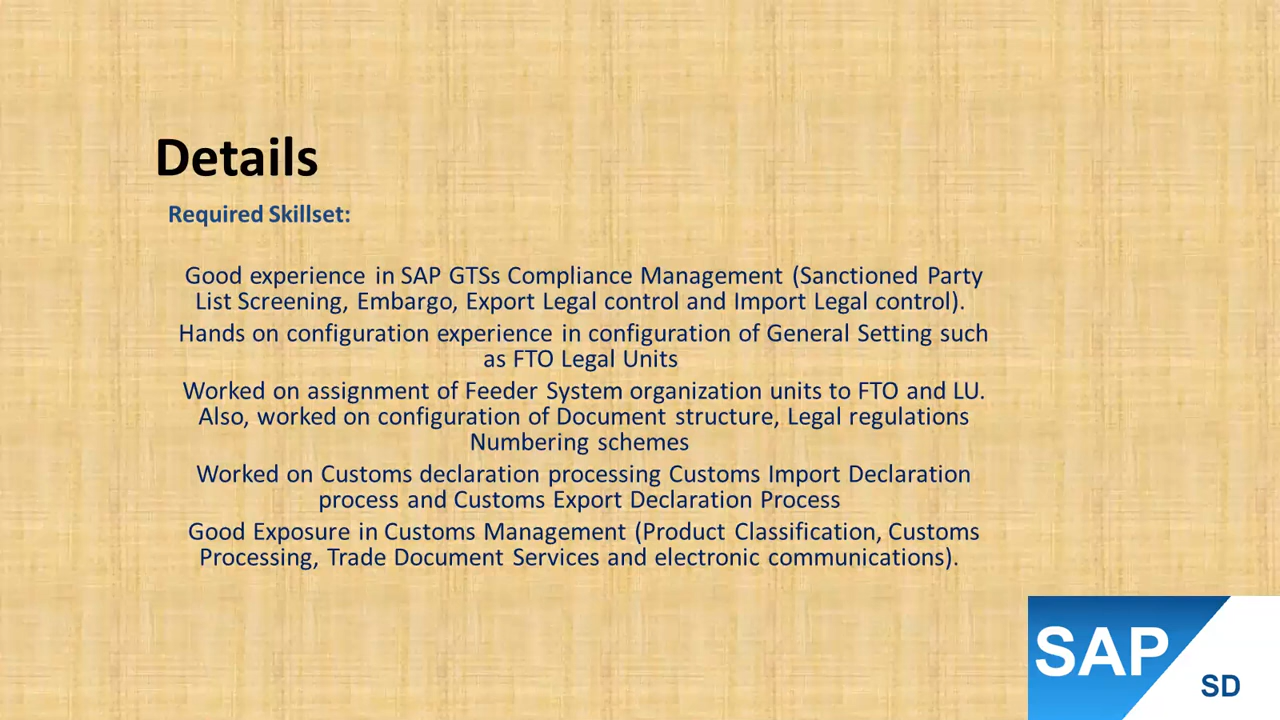 Details
Required Skillset:
Good experience in SAP GTSs Compliance Management (Sanctioned Party
List Screening, Embargo, Export Legal control and Import Legal control).
Hands on configuration experience in configuration of General Setting such
as FTO Legal Units
Worked on assignment of Feeder System organization units to FTO and LU.
Also, worked on configuration of Document structure, Legal regulations
Numbering schemes
Worked on Customs declaration processing Customs Import Declaration
process and Customs Export Declaration Process
Good Exposure in Customs Management (Product Classification, Customs
Processing, Trade Document Services and electronic communications).
SAP
SD